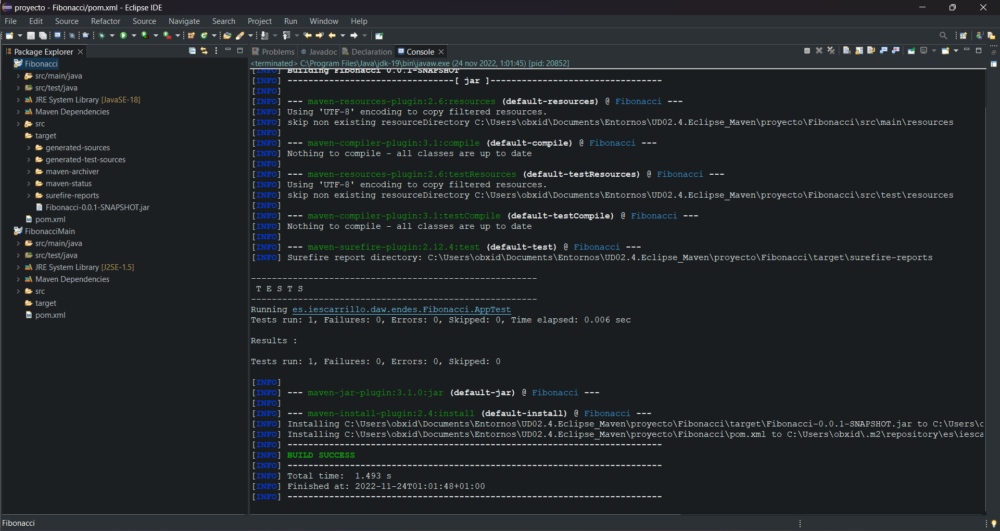 proyecto - Fibonacci/pom.xml - Eclipse IDE
File Edit Source Refactor Source Navigate Search Project Run Window Help
Package Explorer
Fibonacci
src/main/java
src/test/java
JRE System Library [JavaSE-18]
Maven Dependencies
src
target
generated-sources
generated-test-sources
maven-archiver
maven-status
surefire-reports
Fibonacci-0.0.1-SNAPSHOT.jar
pom.xml
FibonacciMain
src/main/java
src/test/java
JRE System Library [J2SE-1.5]
Maven Dependencies
src
target
pom.xml
Problems @ Javadoc Declaration Console
<terminated> C:\Program Files\Java\jdk-19\bin\javaw.exe (24 nov 2022, 1:01:45) [pid: 20852]
[INFO] Building Fibonacci 0.0.1-SNAPSHOT
[INFO] --------------------------------[ jar ]---------------------------------
[INFO]
[INFO] --- maven-resources-plugin:2.6:resources (default-resources) @ Fibonacci ---
[INFO] Using 'UTF-8' encoding to copy filtered resources.
[INFO] skip non existing resourceDirectory C:\Users\obxid\Documents\Entornos\UD02.4.Eclipse_Maven\proyecto\Fibonacci\src\main\resources
[INFO]
[INFO] --- maven-compiler-plugin:3.1:compile (default-compile) @ Fibonacci ---
[INFO] Nothing to compile - all classes are up to date
[INFO]
[INFO] --- maven-resources-plugin:2.6:testResources (default-testResources) @ Fibonacci ---
[INFO] Using 'UTF-8' encoding to copy filtered resources.
[INFO] skip non existing resourceDirectory C:\Users\obxid\Documents\Entornos\UD02.4.Eclipse_Maven\proyecto\Fibonacci\src\test\resources
[INFO]
[INFO] --- maven-compiler-plugin:3.1:testCompile (default-testCompile) @ Fibonacci ---
[INFO] Nothing to compile - all classes are up to date
[INFO]
[INFO] --- maven-surefire-plugin:2.12.4:test (default-test) @ Fibonacci ---
[INFO] Surefire report directory: C:\Users\obxid\Documents\Entornos\UD02.4.Eclipse_Maven\proyecto\Fibonacci\target\surefire-reports
-------------------------------------------------------
T E S T S
-------------------------------------------------------
Running es.iescarrillo.daw.endes.Fibonacci.AppTest
Tests run: 1, Failures: 0, Errors: 0, Skipped: 0, Time elapsed: 0.006 sec
Results :
Tests run: 1, Failures: 0, Errors: 0, Skipped: 0
[INFO]
[INFO] --- maven-jar-plugin:3.1.0:jar (default-jar) @ Fibonacci ---
[INFO]
[INFO] --- maven-install-plugin:2.4:install (default-install) @ Fibonacci ---
[INFO] Installing C:\Users\obxid\Documents\Entornos\UD02.4.Eclipse_Maven\proyecto\Fibonacci\target\Fibonacci-0.0.1-SNAPSHOT.jar to C:\Users\
[INFO] Installing C:\Users\obxid\Documents\Entornos\UD02.4.Eclipse_Maven\proyecto\Fibonacci\pom.xml to C:\Users\obxid\.m2\repository\es\iesca
[INFO] ------------------------------------------------------------------------
[INFO] BUILD SUCCESS
[INFO] ------------------------------------------------------------------------
[INFO] Total time: 1.493 s
[INFO] Finished at: 2022-11-24T01:01:48+01:00
[INFO] ------------------------------------------------------------------------
Fibonacci